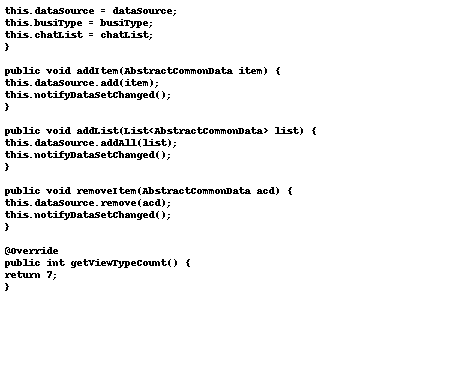 this.dataSource = dataSource;
this.busiType = busiType;
this.chatList = chatList;
}

public void addItem(AbstractCommonData item) {
this.dataSource.add(item);
this.notifyDataSetChanged();
}

public void addList(List<AbstractCommonData> list) {
this.dataSource.addAll(list);
this.notifyDataSetChanged();
}

public void removeItem(AbstractCommonData acd) {
this.dataSource.remove(acd);
this.notifyDataSetChanged();
}

@Override
public int getViewTypeCount() {
return 7;
}